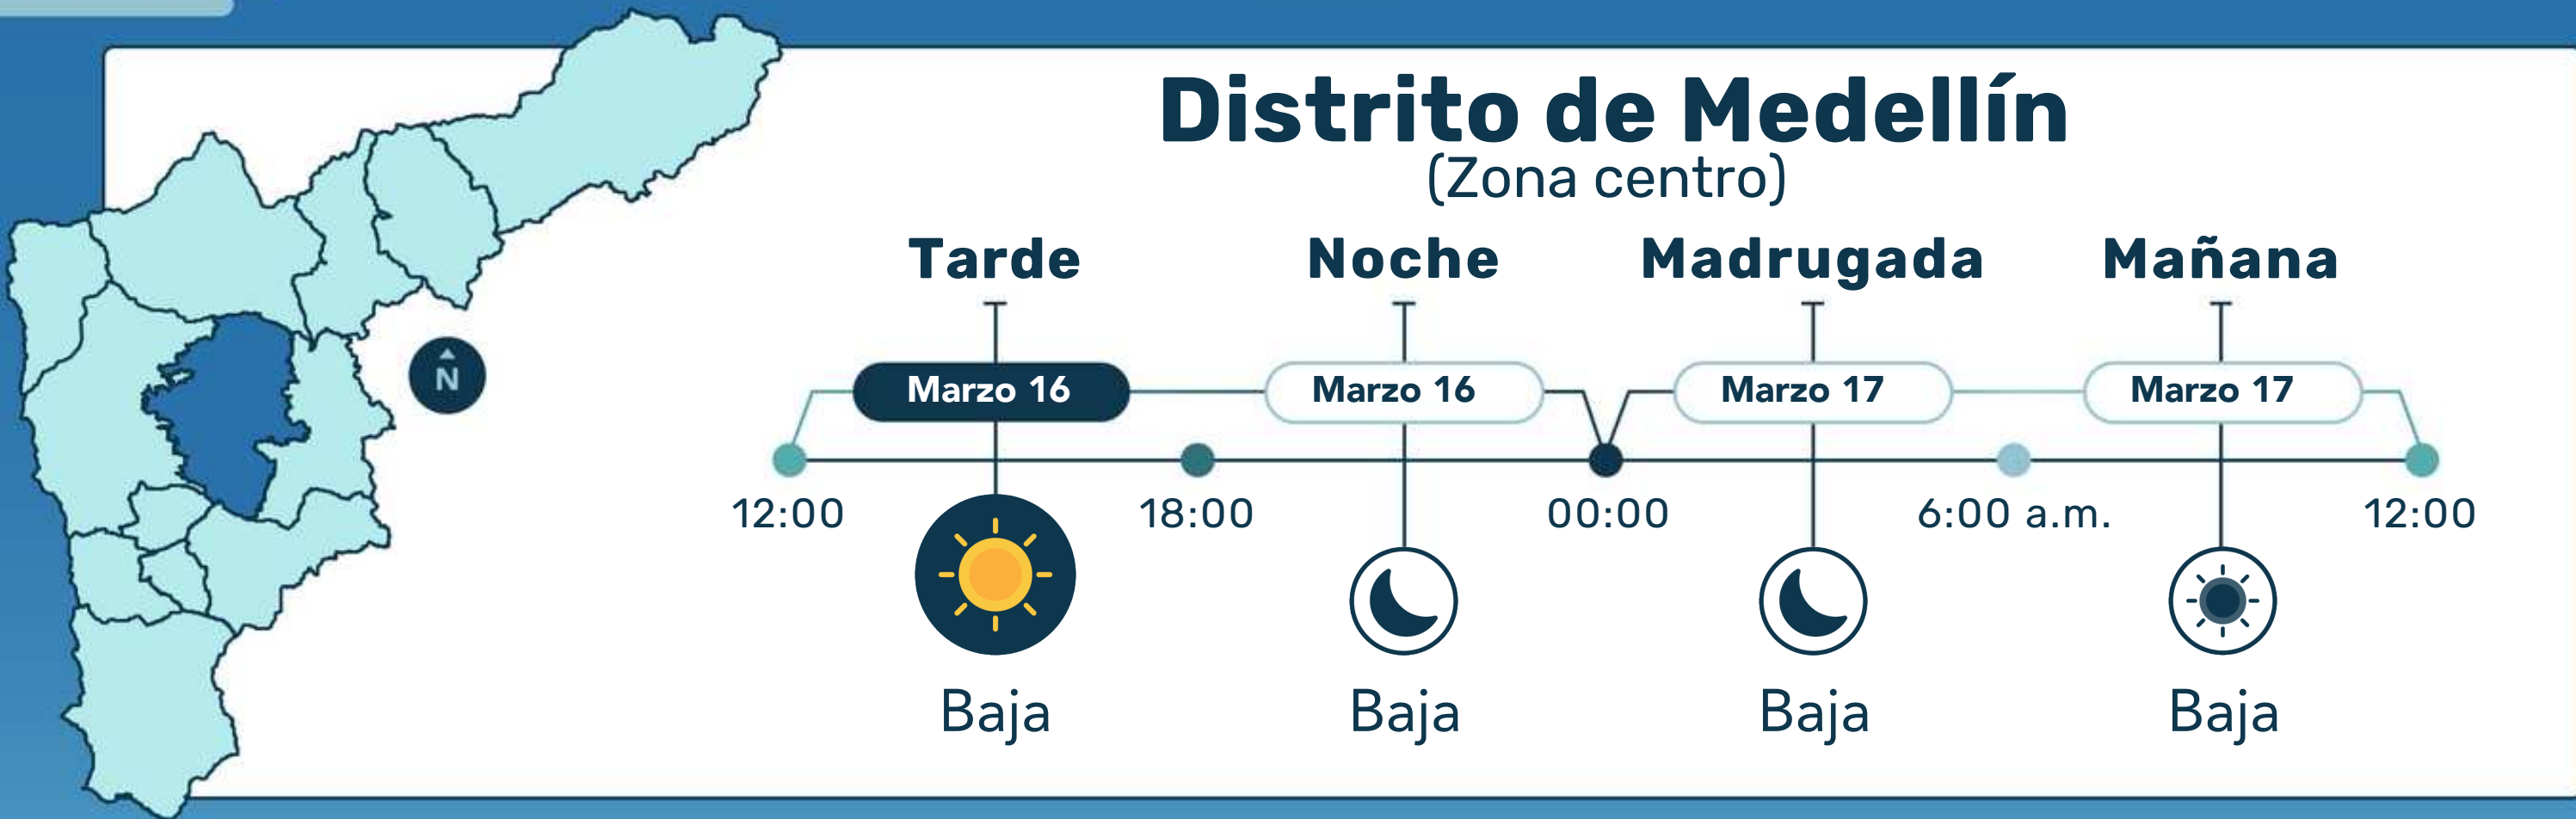 Distrito de Medellín
(Zona centro)
Tarde Noche Madrugada Mañana
Marzo 16 Marzo 16 Marzo 17 Marzo 17
N
12:00 18:00 00:00 6:00 a.m. 12:00
Baja Baja Baja Baja